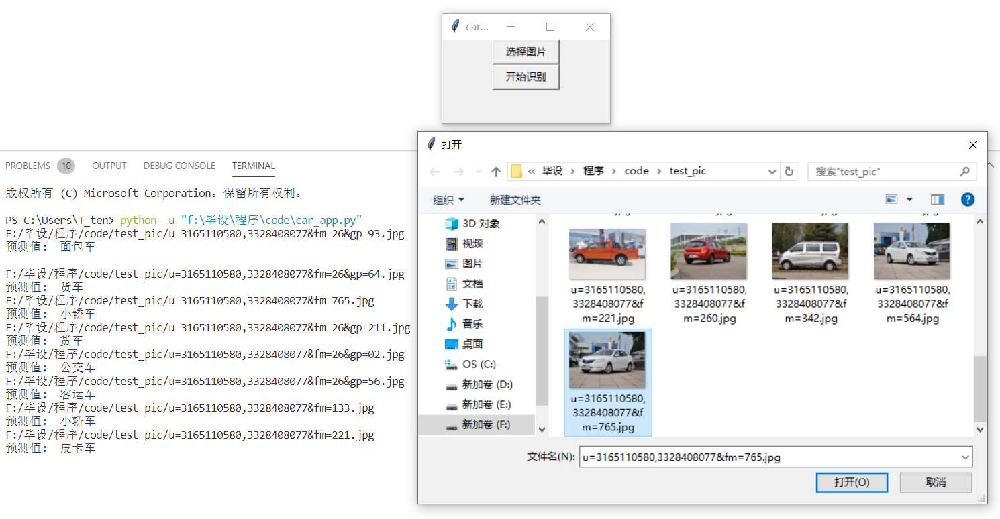 car...
选择图片
开始识别
PROBLEMS 10 OUTPUT DEBUG CONSOLE TERMINAL
版权所有 (C) Microsoft Corporation。保留所有权利。
PS C:\Users\T_ten> python -u "f:\毕设\程序\code\car_app.py"
F:/毕设/程序/code/test_pic/u=3165110580,3328408077&fm=26&gp=93.jpg
预测值: 面包车
F:/毕设/程序/code/test_pic/u=3165110580,3328408077&fm=26&gp=64.jpg
预测值: 货车
F:/毕设/程序/code/test_pic/u=3165110580,3328408077&fm=765.jpg
预测值: 小轿车
F:/毕设/程序/code/test_pic/u=3165110580,3328408077&fm=26&gp=211.jpg
预测值: 货车
F:/毕设/程序/code/test_pic/u=3165110580,3328408077&fm=26&gp=02.jpg
预测值: 公交车
F:/毕设/程序/code/test_pic/u=3165110580,3328408077&fm=26&gp=56.jpg
预测值: 客运车
F:/毕设/程序/code/test_pic/u=3165110580,3328408077&fm=133.jpg
预测值: 小轿车
F:/毕设/程序/code/test_pic/u=3165110580,3328408077&fm=221.jpg
预测值: 皮卡车
打开
« 毕设 › 程序 › code › test_pic
搜索"test_pic"
组织 新建文件夹
3D 对象
视频
图片
文档
下载
音乐
桌面
OS (C:)
新加卷 (D:)
新加卷 (E:)
新加卷 (F:)
u=3165110580,
3328408077&f
m=221.jpg
u=3165110580,
3328408077&f
m=260.jpg
u=3165110580,
3328408077&f
m=342.jpg
u=3165110580,
3328408077&f
m=564.jpg
u=3165110580,
3328408077&f
m=765.jpg
文件名(N): u=3165110580,3328408077&fm=765.jpg
打开(O) 取消